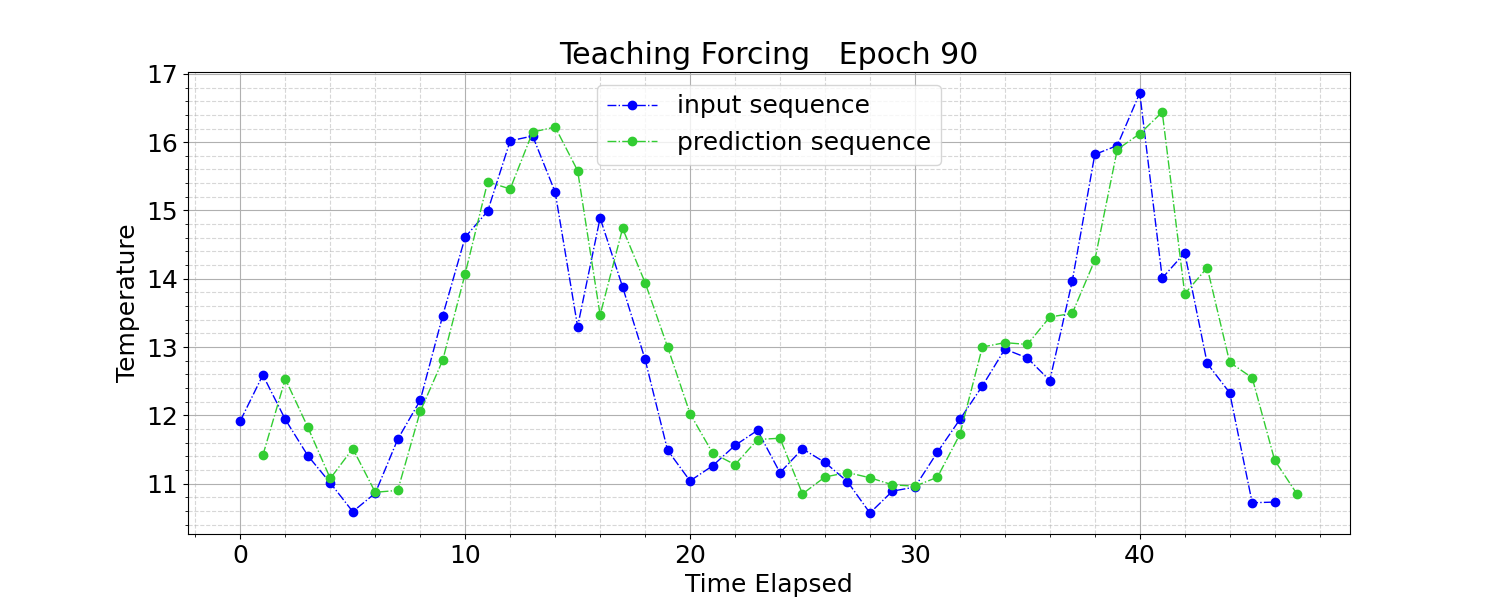 Teaching Forcing   Epoch 90
input sequence
prediction sequence
Temperature
17
16
15
14
13
12
11
0 10 20 30 40
Time Elapsed